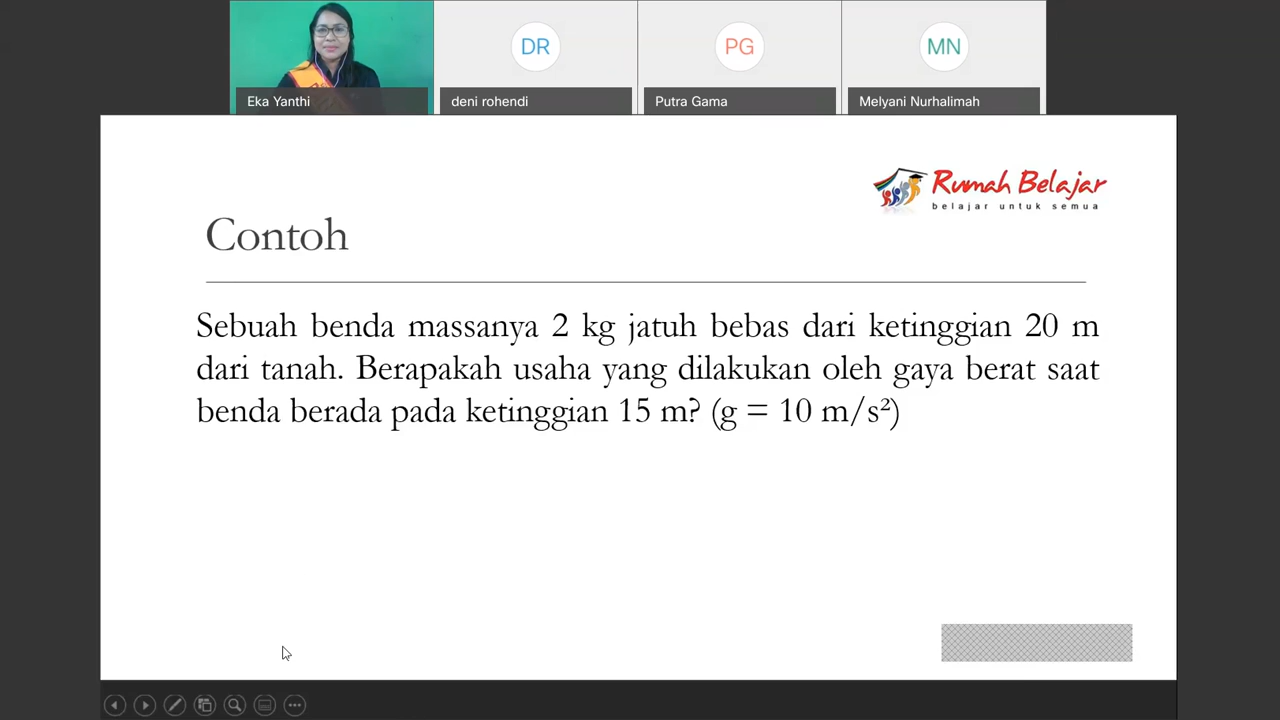 DR
PG
MN
Eka Yanthi
deni rohendi
Putra Gama
Melyani Nurhalimah
Rumah Belajar
belajar untuk semua
Contoh
Sebuah benda massanya 2 kg jatuh bebas dari ketinggian 20 m
dari tanah. Berapakah usaha yang dilakukan oleh gaya berat saat
benda berada pada ketinggian 15 m? (g = 10 m/s²)